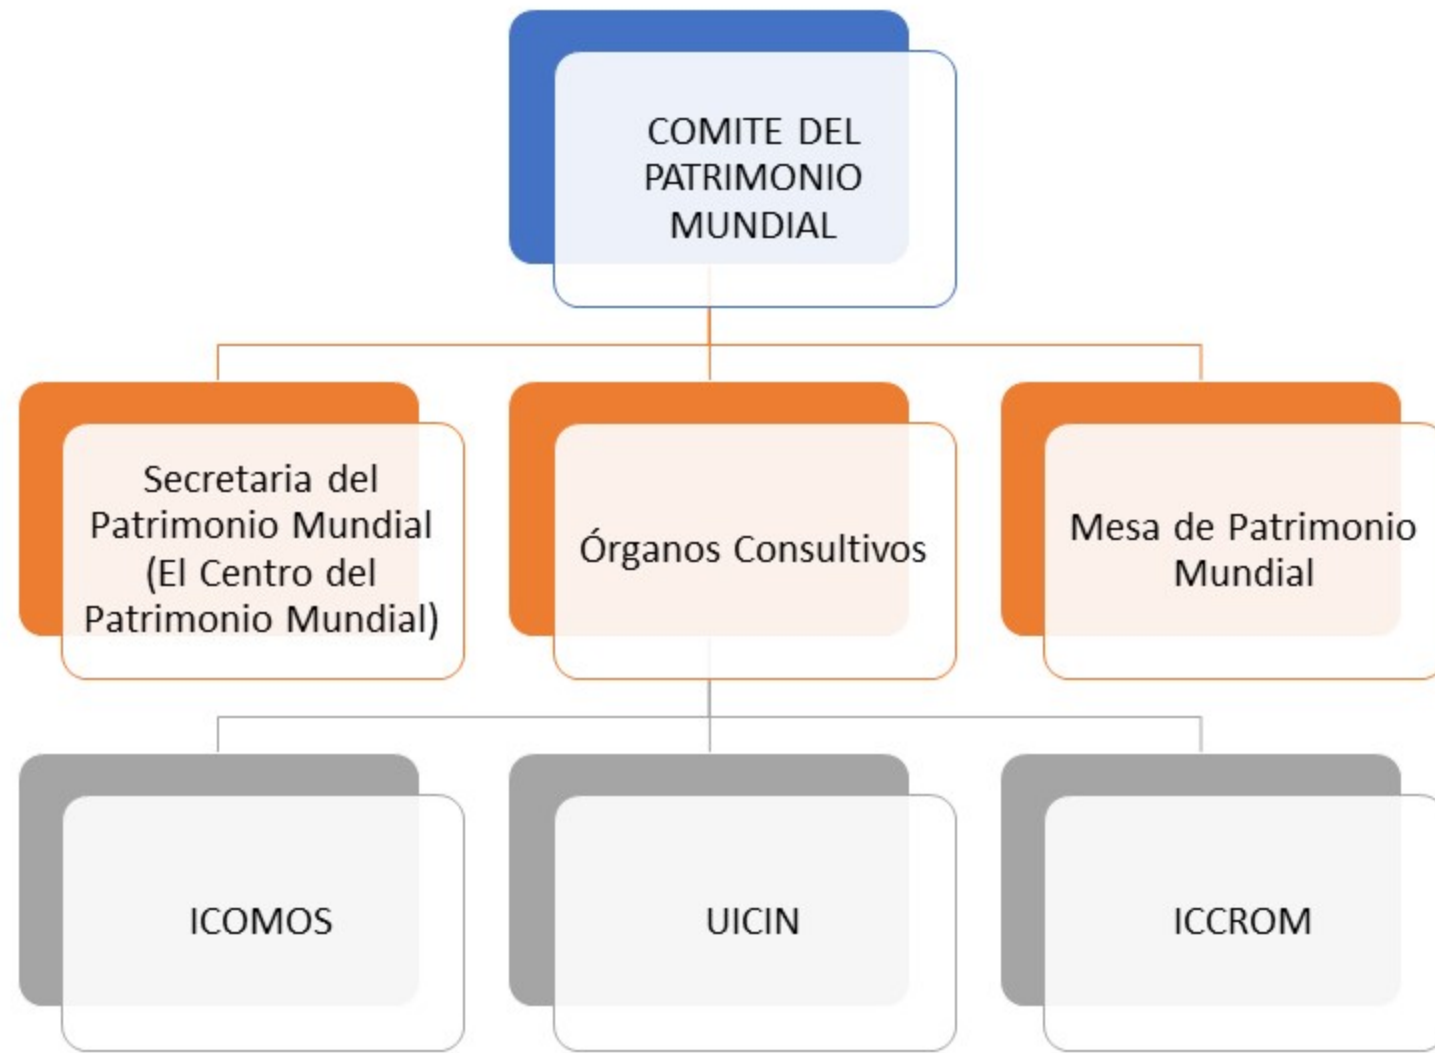 COMITE DEL
PATRIMONIO
MUNDIAL
Secretaria del
Patrimonio Mundial
(El Centro del
Patrimonio Mundial)
Órganos Consultivos
Mesa de Patrimonio
Mundial
ICOMOS
UICIN
ICCROM